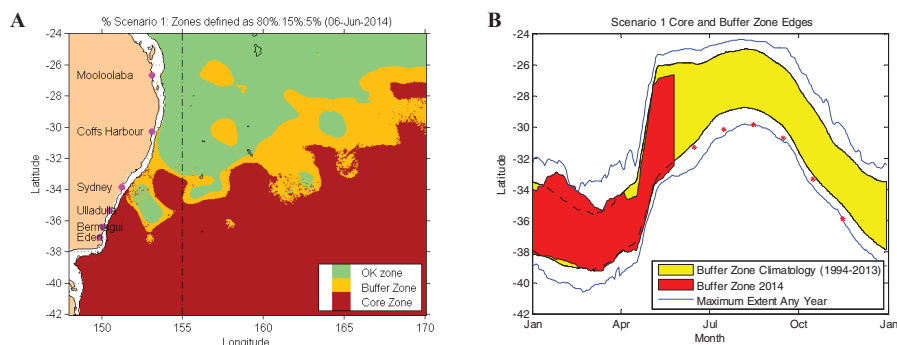 A
% Scenario 1: Zones defined as 80%:15%:5% (06-Jun-2014)
-24
-26
-28
-30
-32
-34
-36
-38
-40
-42
Latitude
Mooloolaba
Coffs Harbour
Sydney
Ulladulla
Bermagui
Eden
OK zone
Buffer Zone
Core Zone
150
155
160
165
170
Longitude
B
Scenario 1 Core and Buffer Zone Edges
-24
-26
-28
-30
-32
-34
-36
-38
-40
-42
Latitude
Buffer Zone Climatology (1994-2013)
Buffer Zone 2014
Maximum Extent Any Year
Jan
Apr
Jul
Oct
Jan
Month